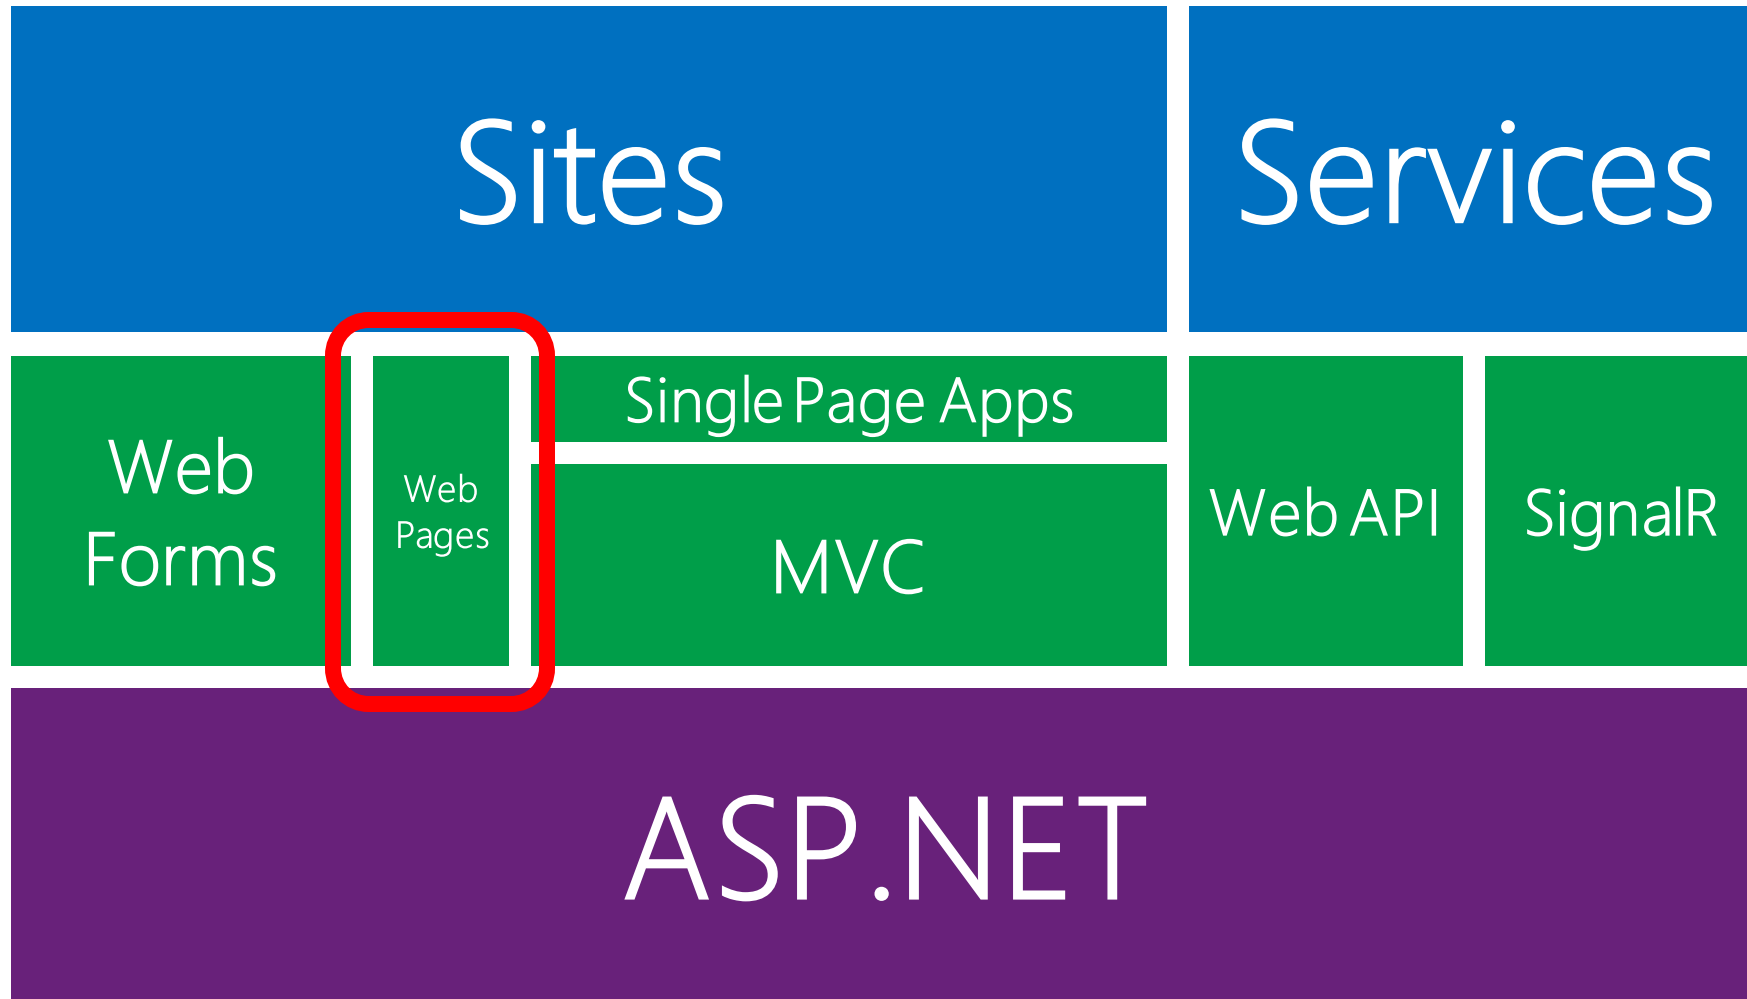 Sites
Services
Web
Forms
Web
Pages
Single Page Apps
MVC
Web API
SignalR
ASP.NET